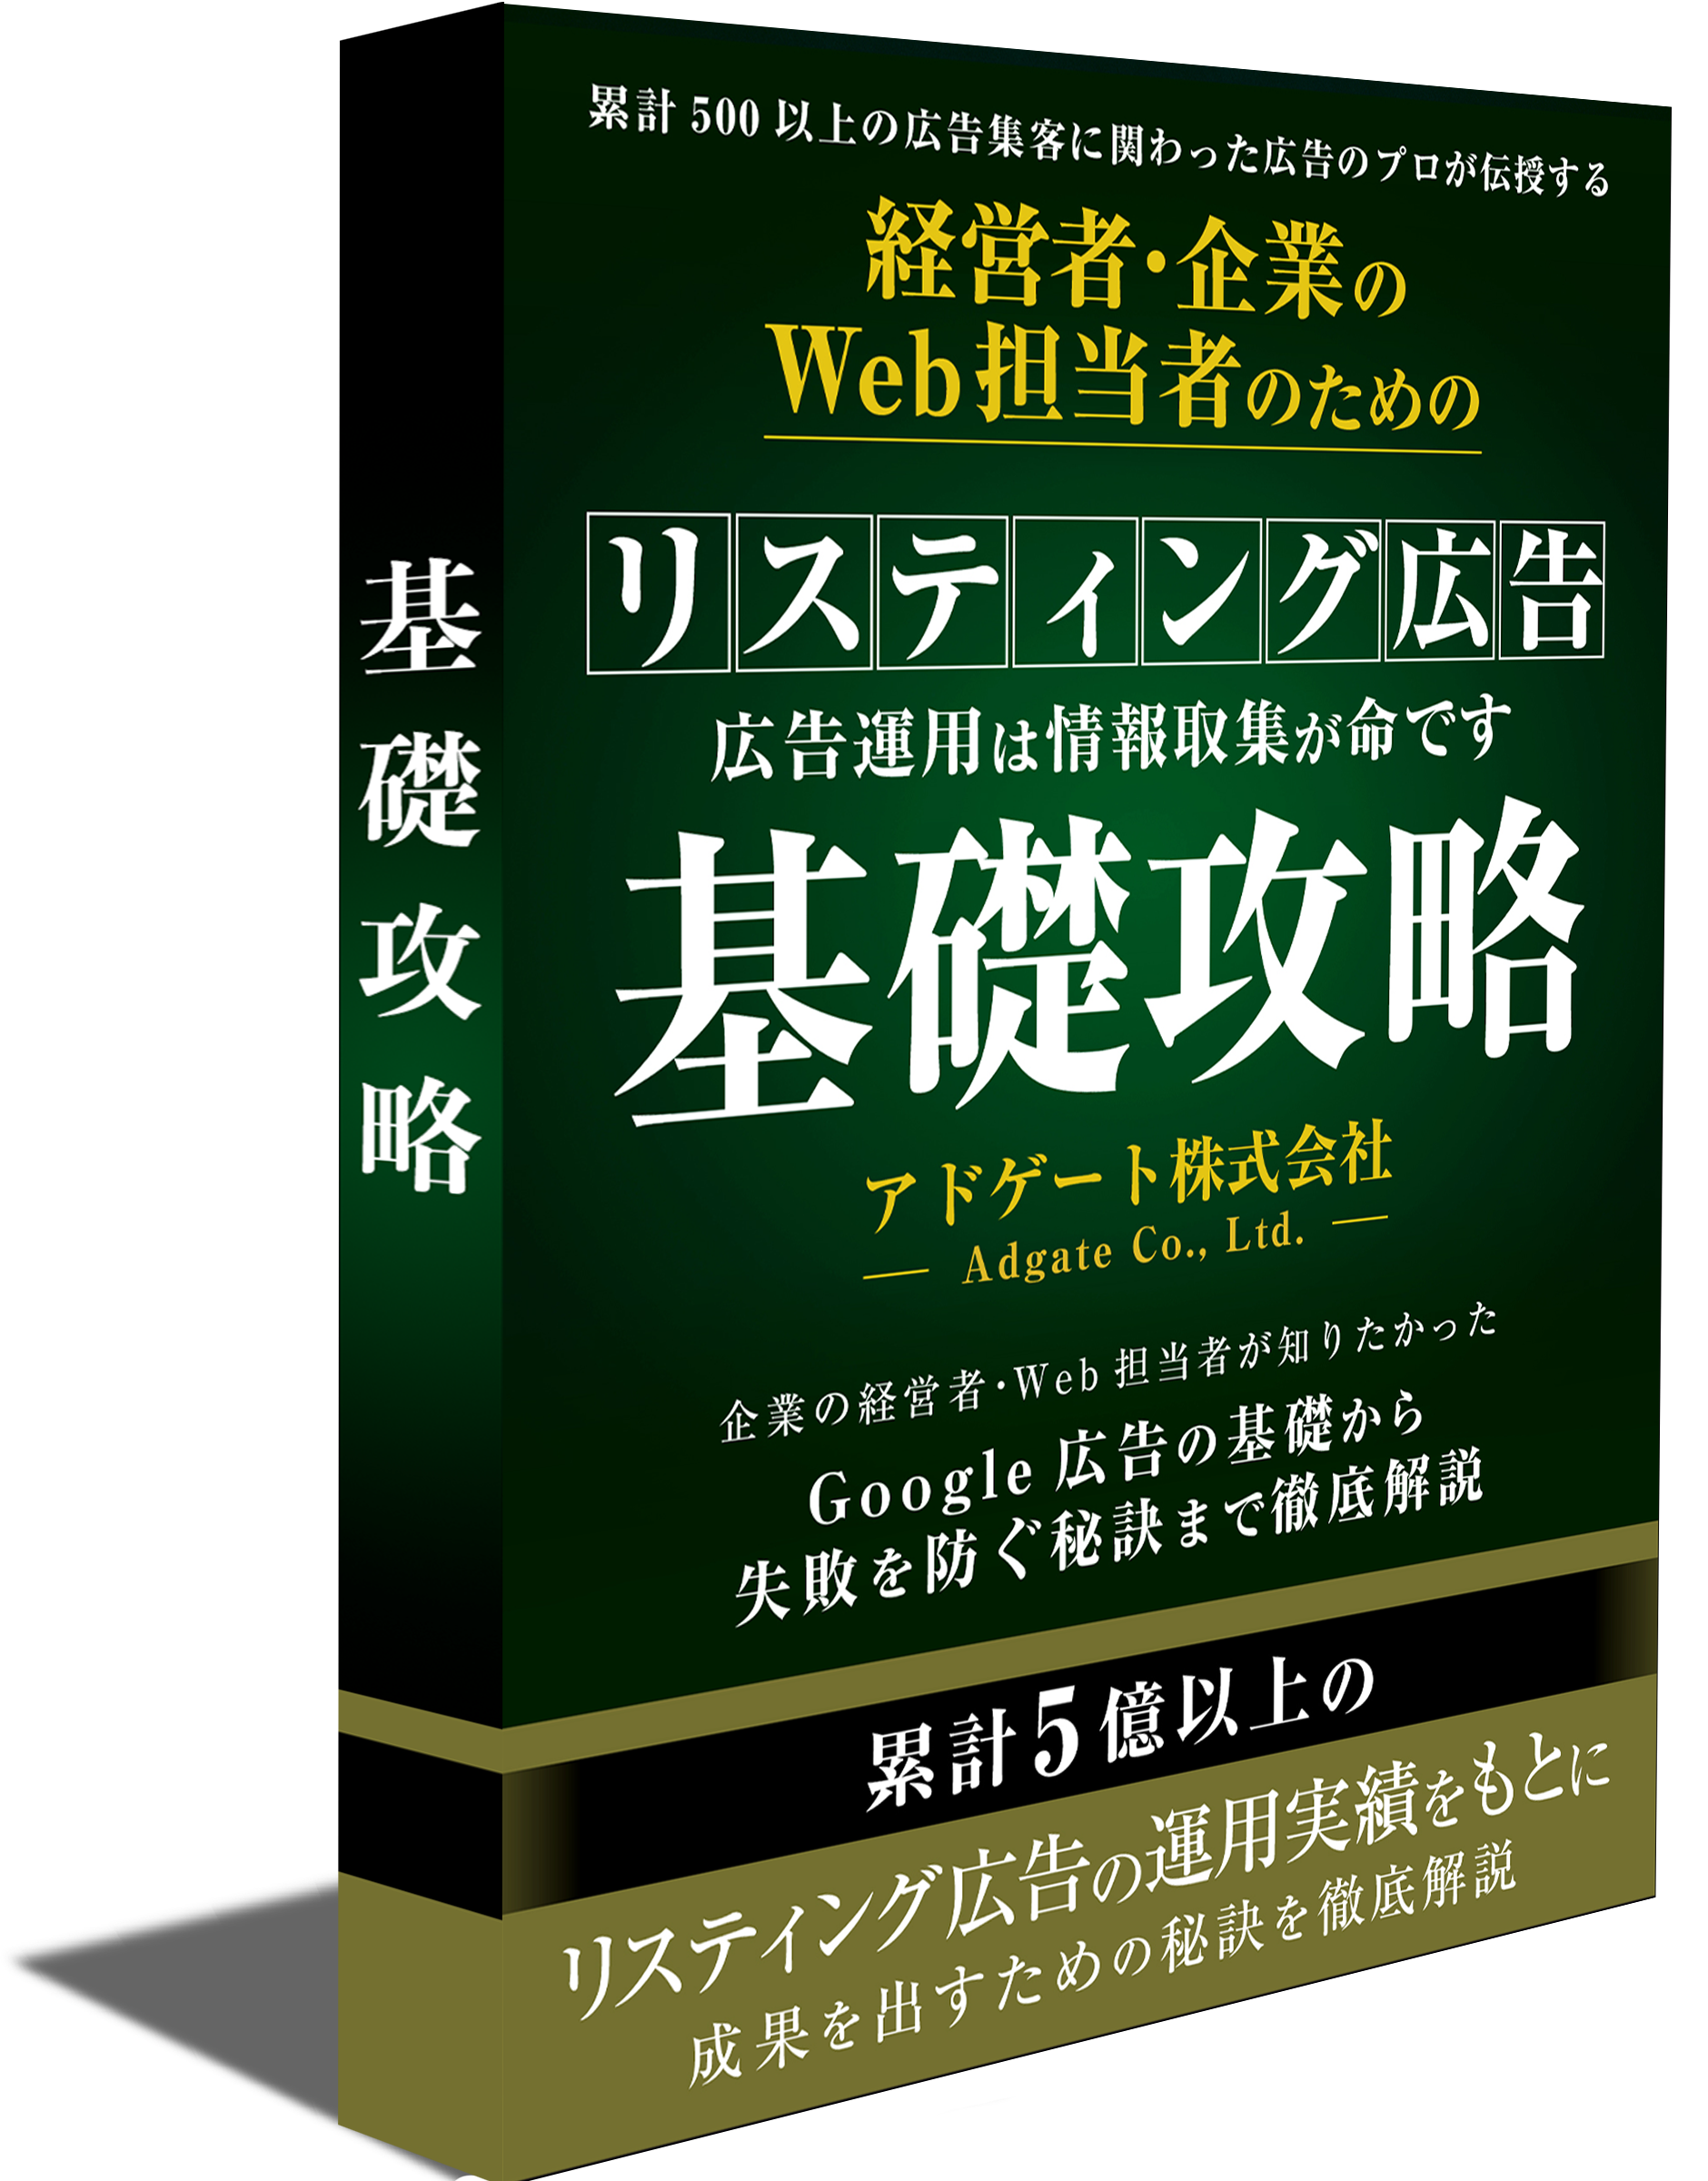 累計500以上の広告集客に関わった広告のプロが伝授する
経営者・企業の
Web担当者のための
リスティング広告
広告運用は情報取集が命です
基礎攻略
アドゲート株式会社
Adgate Co., Ltd.
企業の経営者・Web担当者が知りたかった
Google広告の基礎から
失敗を防ぐ秘訣まで徹底解説
累計5億以上の
リスティング広告の運用実績をもとに
成果を出すための秘訣を徹底解説
基礎攻略